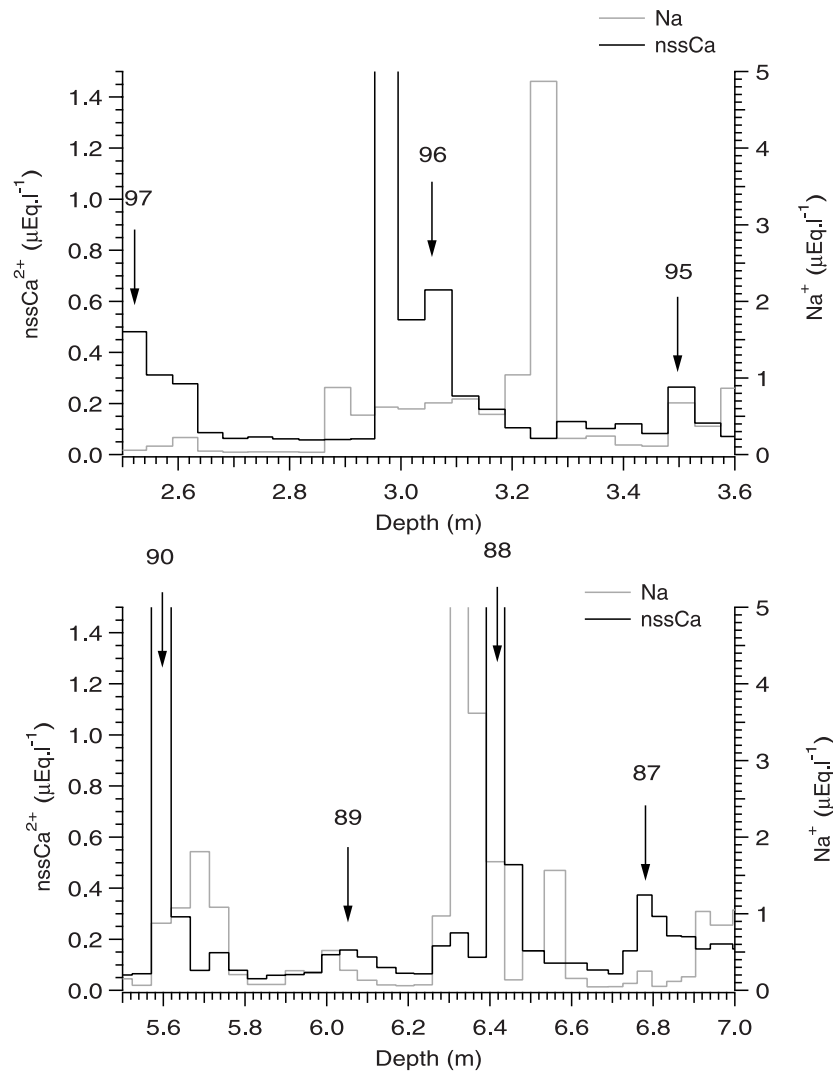 Na
nssCa
1.4
1.2
1.0
0.8
0.6
0.4
0.2
0.0
nssCa²⁺ (µEq.l⁻¹)
97
96
95
5
4
3
2
1
0
Na⁺ (µEq.l⁻¹)
2.6 2.8 3.0 3.2 3.4 3.6
Depth (m)
90
88
Na
nssCa
1.4
1.2
1.0
0.8
0.6
0.4
0.2
0.0
nssCa²⁺ (µEq.l⁻¹)
89
87
5
4
3
2
1
0
Na⁺ (µEq.l⁻¹)
5.6 5.8 6.0 6.2 6.4 6.6 6.8 7.0
Depth (m)